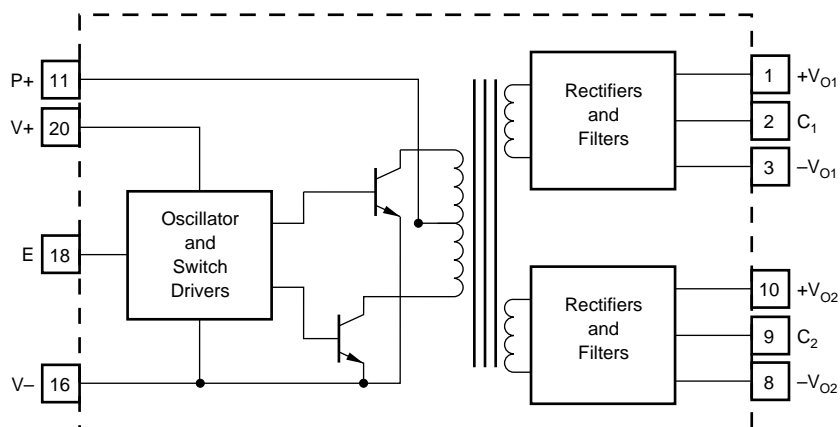 P+ 11
V+ 20
E 18
V– 16
Oscillator
and
Switch
Drivers
Rectifiers
and
Filters
1 +VO1
2 C1
3 –VO1
Rectifiers
and
Filters
10 +VO2
9 C2
8 –VO2